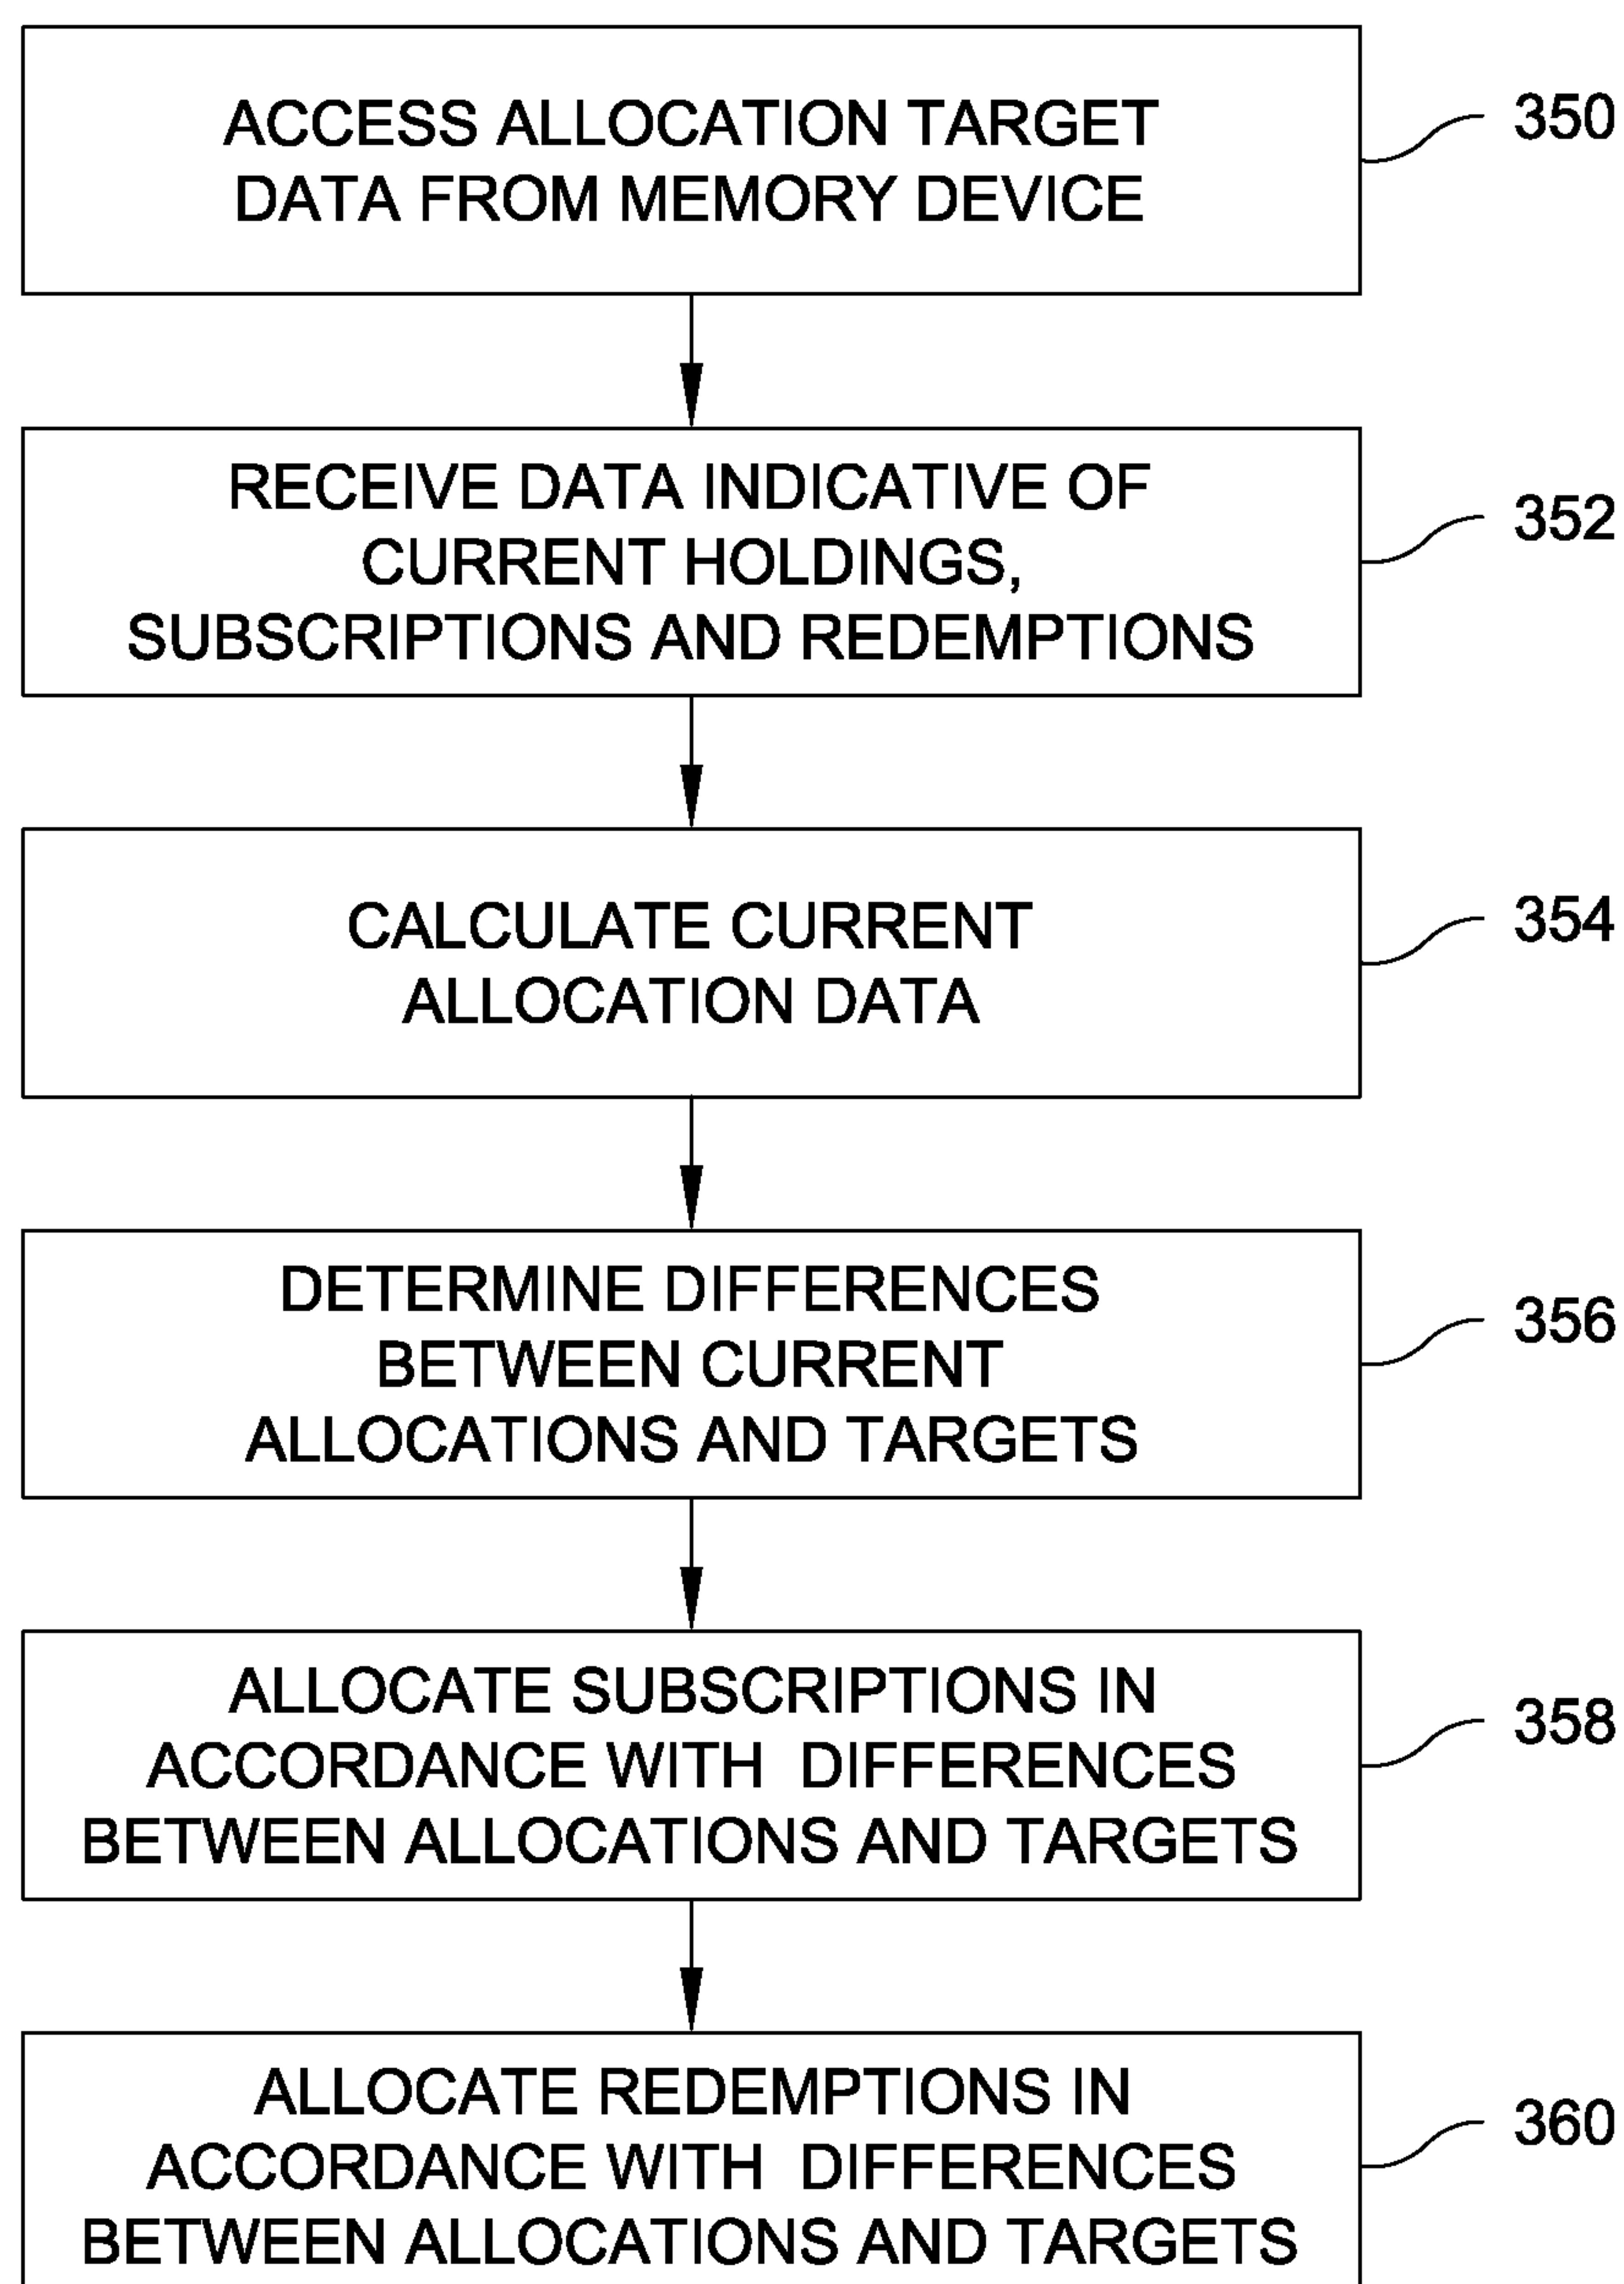 ACCESS ALLOCATION TARGET
DATA FROM MEMORY DEVICE
350
RECEIVE DATA INDICATIVE OF
CURRENT HOLDINGS,
SUBSCRIPTIONS AND REDEMPTIONS
352
CALCULATE CURRENT
ALLOCATION DATA
354
DETERMINE DIFFERENCES
BETWEEN CURRENT
ALLOCATIONS AND TARGETS
356
ALLOCATE SUBSCRIPTIONS IN
ACCORDANCE WITH DIFFERENCES
BETWEEN ALLOCATIONS AND TARGETS
358
ALLOCATE REDEMPTIONS IN
ACCORDANCE WITH DIFFERENCES
BETWEEN ALLOCATIONS AND TARGETS
360